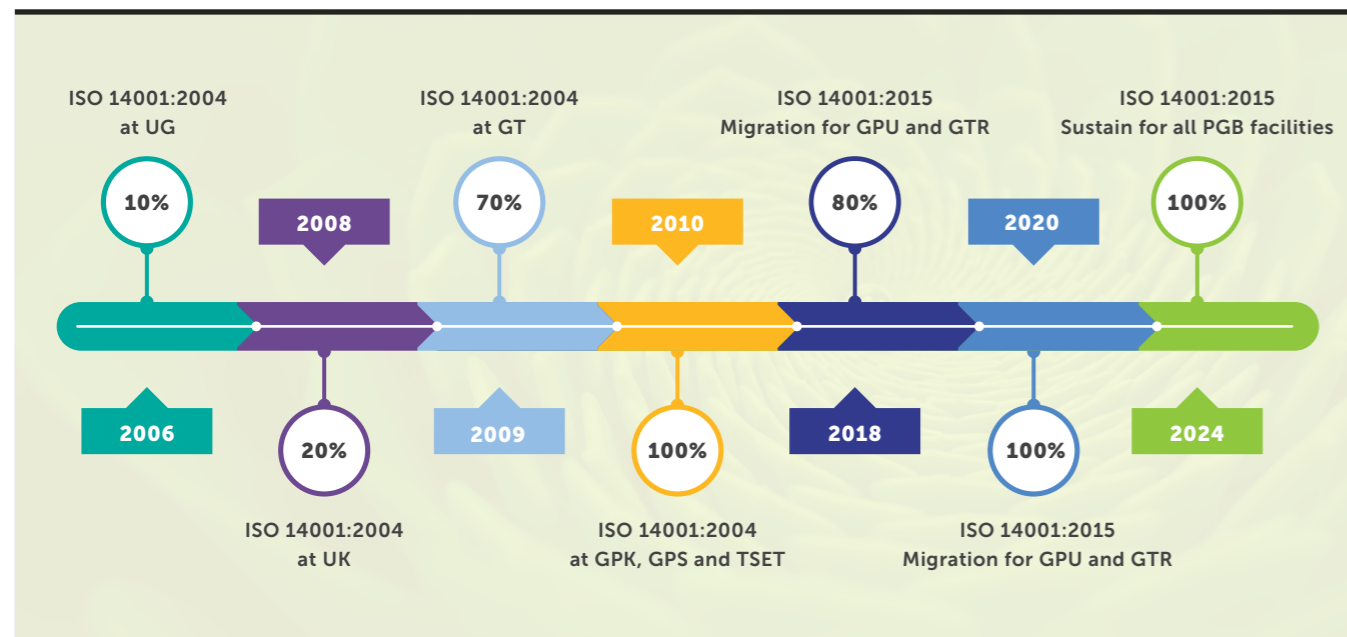 ISO 14001:2004
at UG
10%
2006
2008
20%
ISO 14001:2004
at UK
ISO 14001:2004
at GT
70%
2009
2010
100%
ISO 14001:2004
at GPK, GPS and TSET
ISO 14001:2015
Migration for GPU and GTR
80%
2018
2020
100%
ISO 14001:2015
Migration for GPU and GTR
ISO 14001:2015
Sustain for all PGB facilities
100%
2024